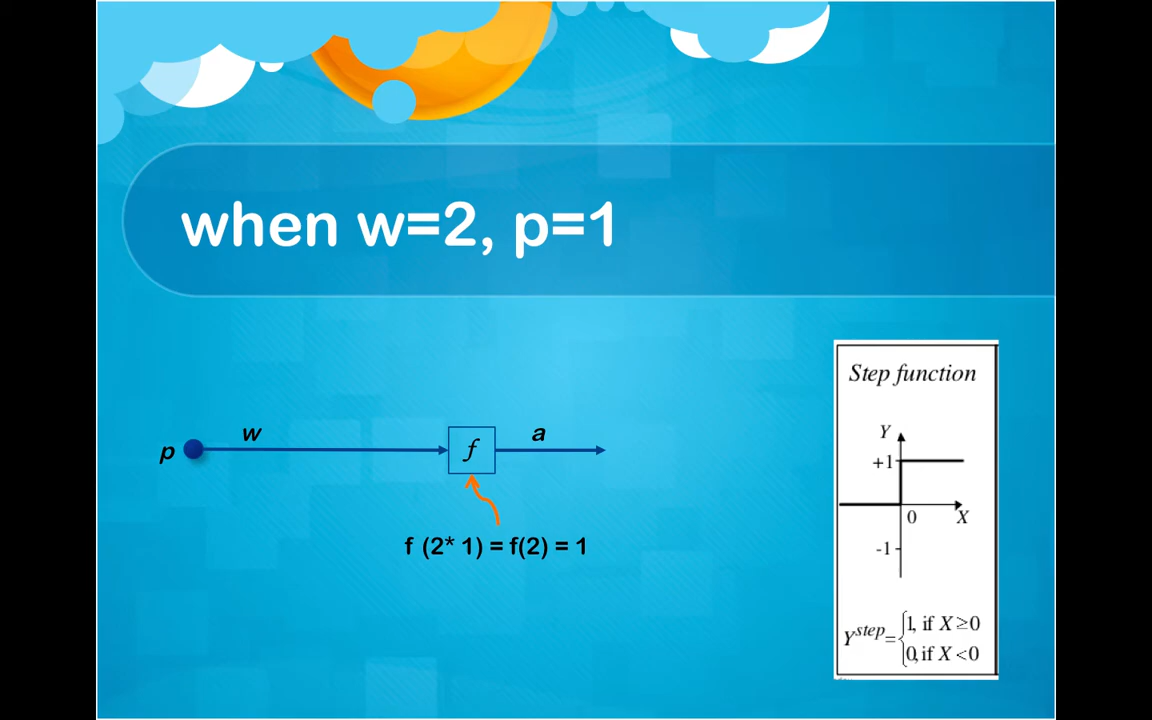 when w=2, p=1
p
w
f
a
f (2* 1) = f(2) = 1
Step function
Y
+1
0
X
-1
Y^step = {1, if X ≥0
0, if X <0